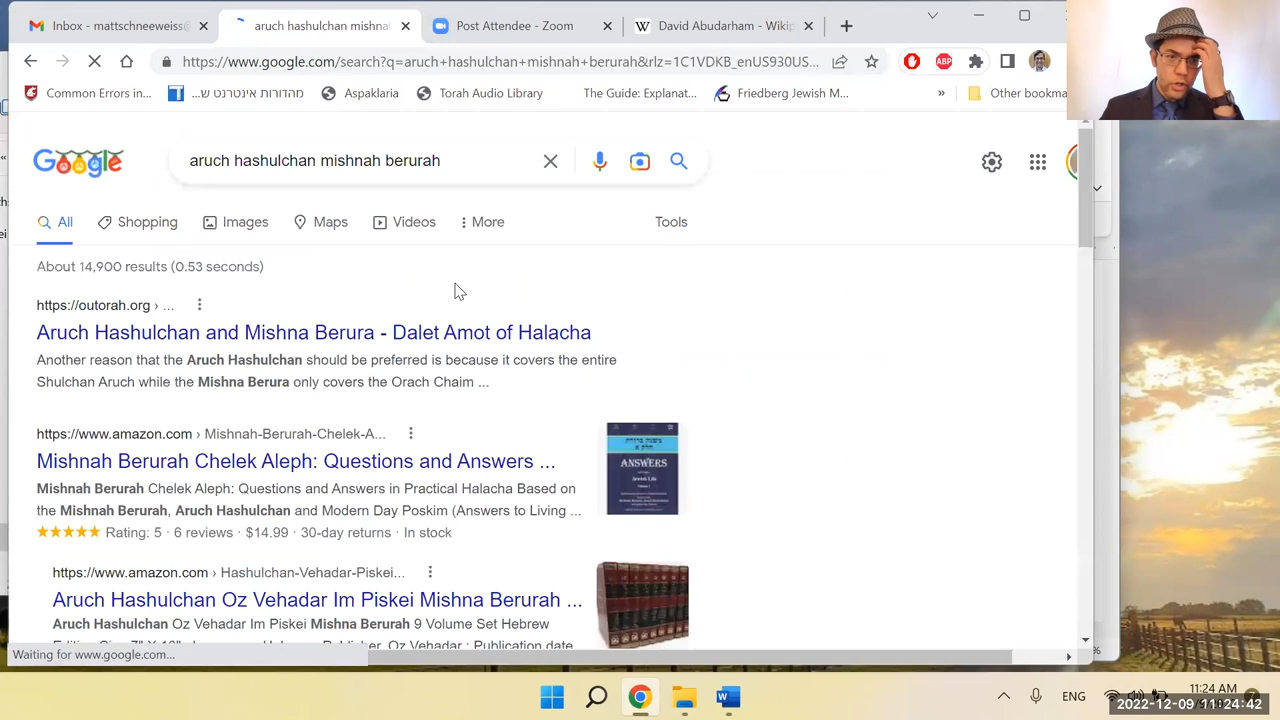 Inbox - mattschneeweiss@
aruch hashulchan mishnah
Post Attendee - Zoom
David Abudarham - Wikip
https://www.google.com/search?q=aruch+hashulchan+mishnah+berurah&rlz=1C1VDKB_enUS930US...
ABP
Common Errors in...
מהדורות אינטרנט ש...
Aspaklaria
Torah Audio Library
The Guide: Explanat...
Friedberg Jewish M...
»
Other bookma
Google
aruch hashulchan mishnah berurah
All
Shopping
Images
Maps
Videos
More
Tools
About 14,900 results (0.53 seconds)
https://outorah.org › ...
Aruch Hashulchan and Mishna Berura - Dalet Amot of Halacha
Another reason that the Aruch Hashulchan should be preferred is because it covers the entire
Shulchan Aruch while the Mishna Berura only covers the Orach Chaim ...
https://www.amazon.com › Mishnah-Berurah-Chelek-A...
Mishnah Berurah Chelek Aleph: Questions and Answers ...
Mishnah Berurah Chelek Aleph: Questions and Answers in Practical Halacha Based on
the Mishnah Berurah, Aruch Hashulchan and Modern Day Poskim (Answers to Living ...
Rating: 5 · 6 reviews · $14.99 · 30-day returns · In stock
ANSWERS
https://www.amazon.com › Hashulchan-Vehadar-Piskei...
Aruch Hashulchan Oz Vehadar Im Piskei Mishna Berurah ...
Aruch Hashulchan Oz Vehadar Im Piskei Mishna Berurah 9 Volume Set Hebrew
Waiting for www.google.com...
ENG
11:24 AM
2022-12-09 11:24:42